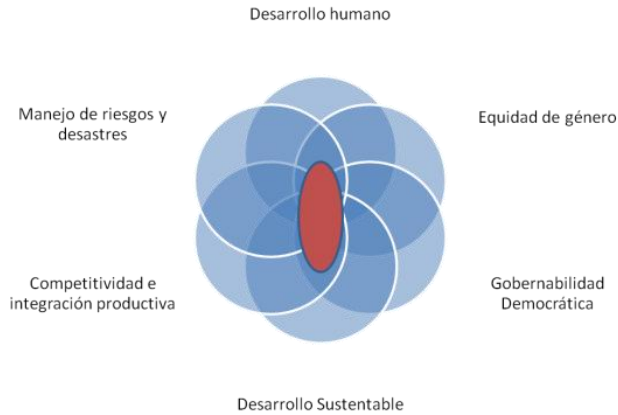 Desarrollo humano
Manejo de riesgos y
desastres
Equidad de género
Competitividad e
integración productiva
Gobernabilidad
Democrática
Desarrollo Sustentable